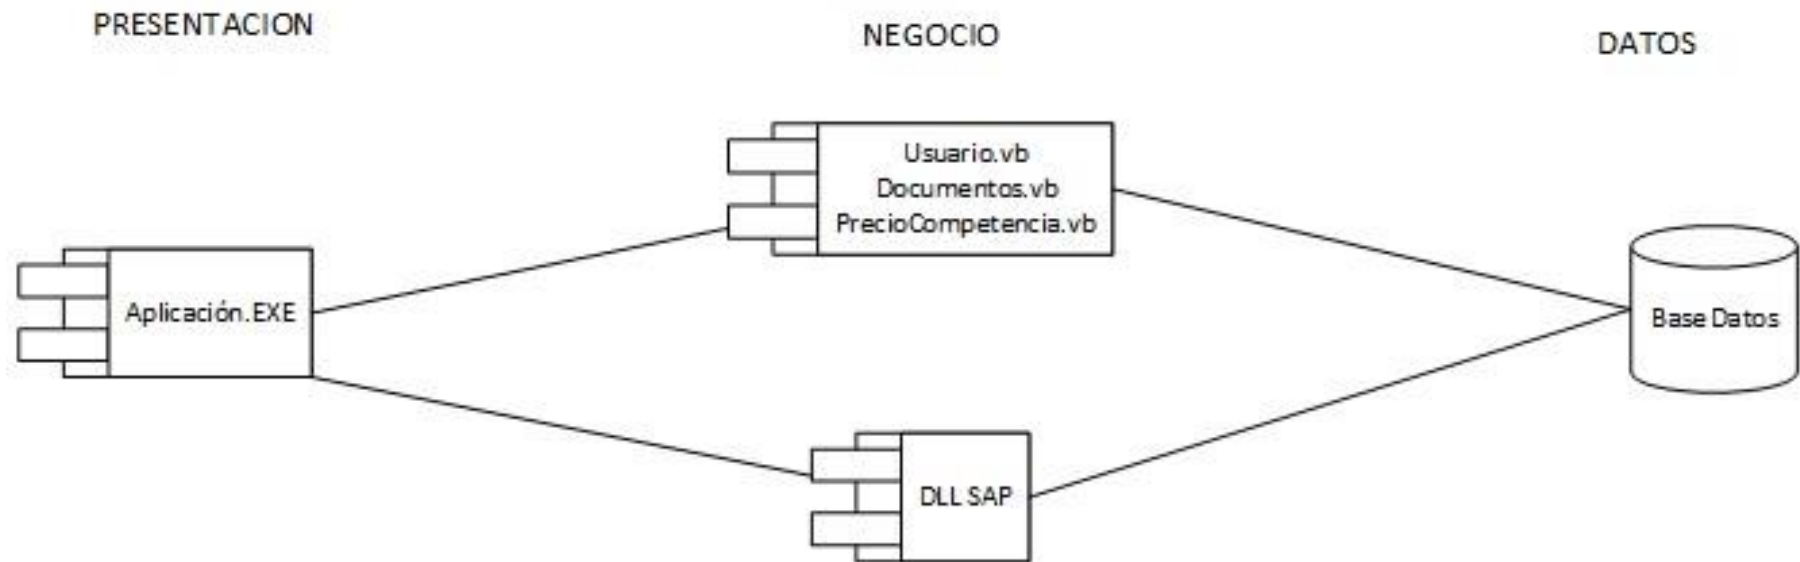 PRESENTACION
NEGOCIO
DATOS
Usuario.vb
Documentos.vb
PrecioCompetencia.vb
Aplicación.EXE
Base Datos
DLL SAP